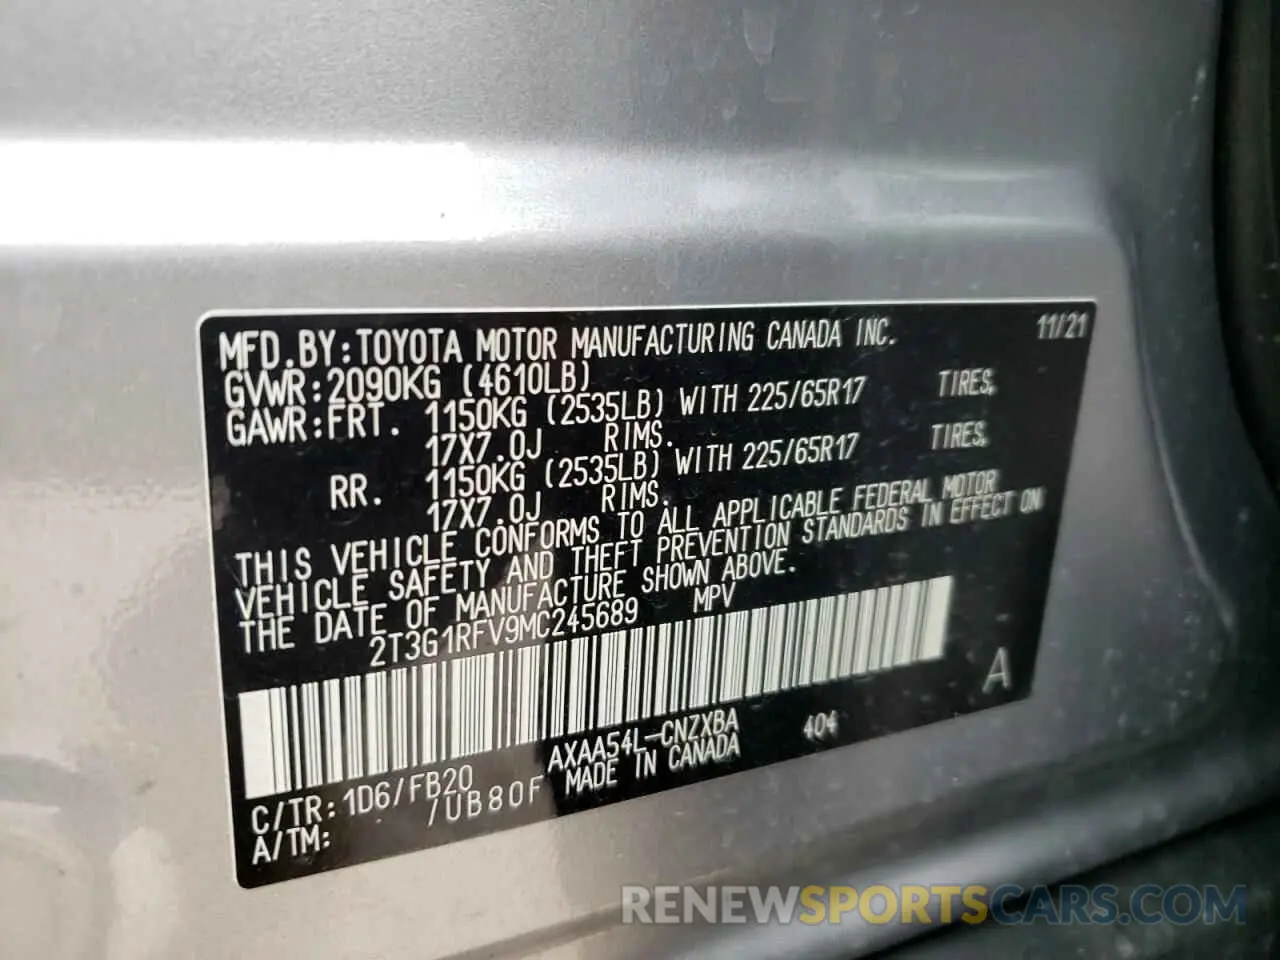 MFD.BY:TOYOTA MOTOR MANUFACTURING CANADA INC. 11/21
GVWR:2090KG (4610LB)
GAWR:FRT. 1150KG (2535LB) WITH 225/65R17 TIRES,
17X7.0J RIMS.
RR. 1150KG (2535LB) WITH 225/65R17 TIRES,
17X7.0J RIMS.
THIS VEHICLE CONFORMS TO ALL APPLICABLE FEDERAL MOTOR
VEHICLE SAFETY AND THEFT PREVENTION STANDARDS IN EFFECT ON
THE DATE OF MANUFACTURE SHOWN ABOVE.
2T3G1RFV9MC245689 MPV
A
AXAA54L-CNZXBA 404
C/TR:1D6/FB20 MADE IN CANADA
A/TM: /UB80F
RENEWSPORTSCARS.COM